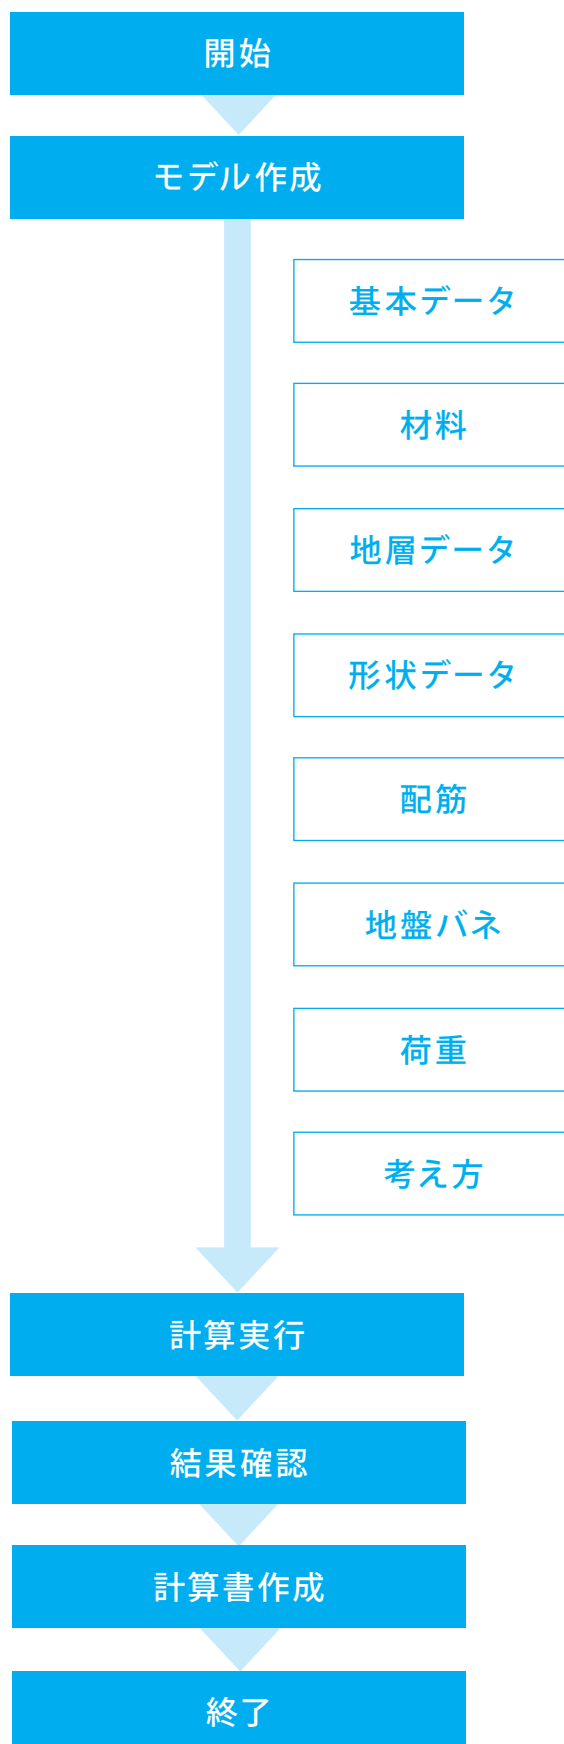 開始
モデル作成
基本データ
材料
地層データ
形状データ
配筋
地盤バネ
荷重
考え方
計算実行
結果確認
計算書作成
終了